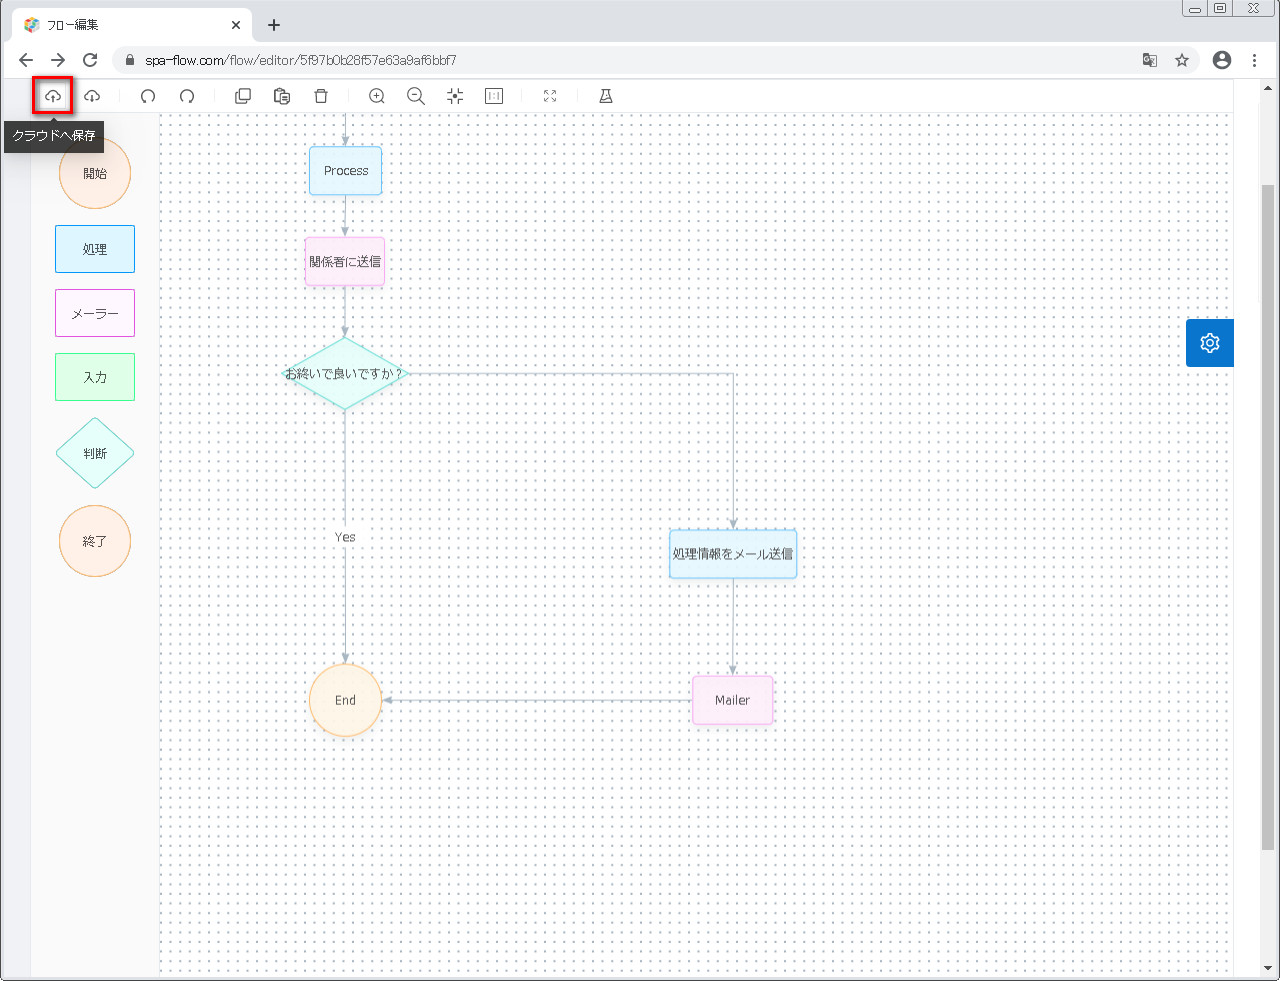 フロー編集
spa-flow.com/flow/editor/5f97b0b28f57e63a9af6bbf7
クラウドへ保存
開始
処理
メーラー
入力
判断
終了
Process
関係者に送信
お終いで良いですか？
Yes
処理情報をメール送信
End
Mailer